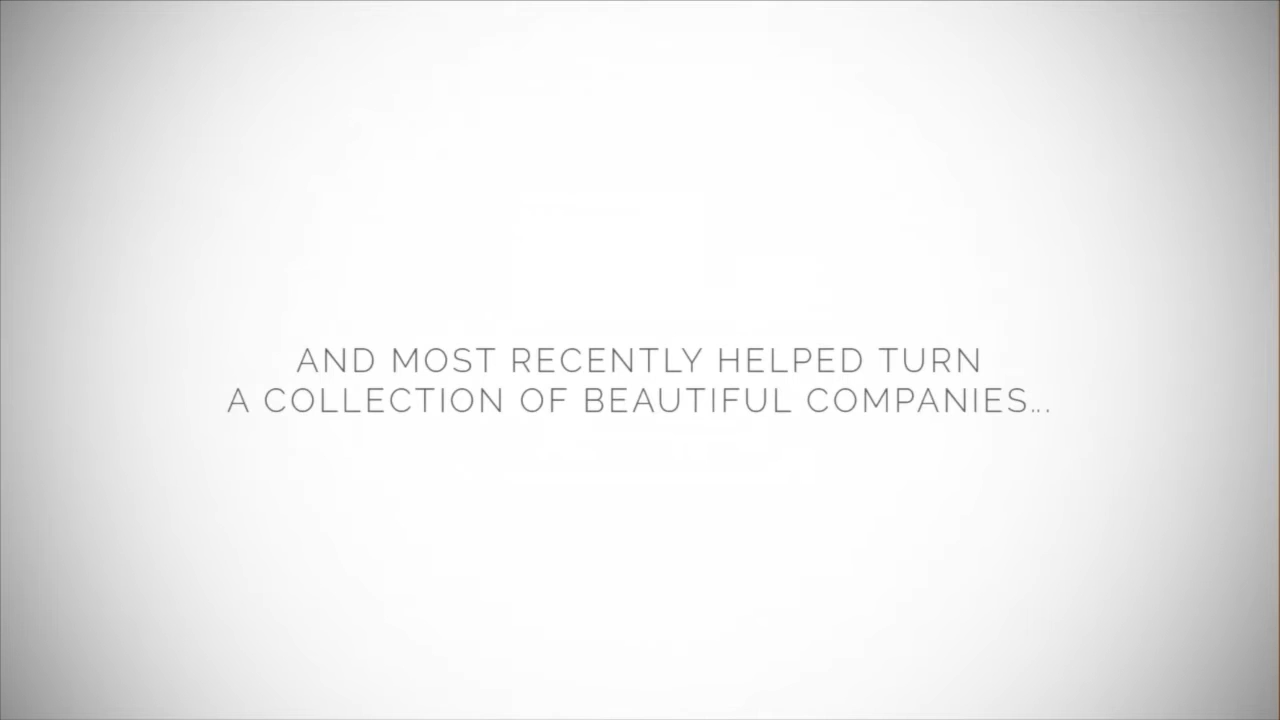 AND MOST RECENTLY HELPED TURN
A COLLECTION OF BEAUTIFUL COMPANIES...